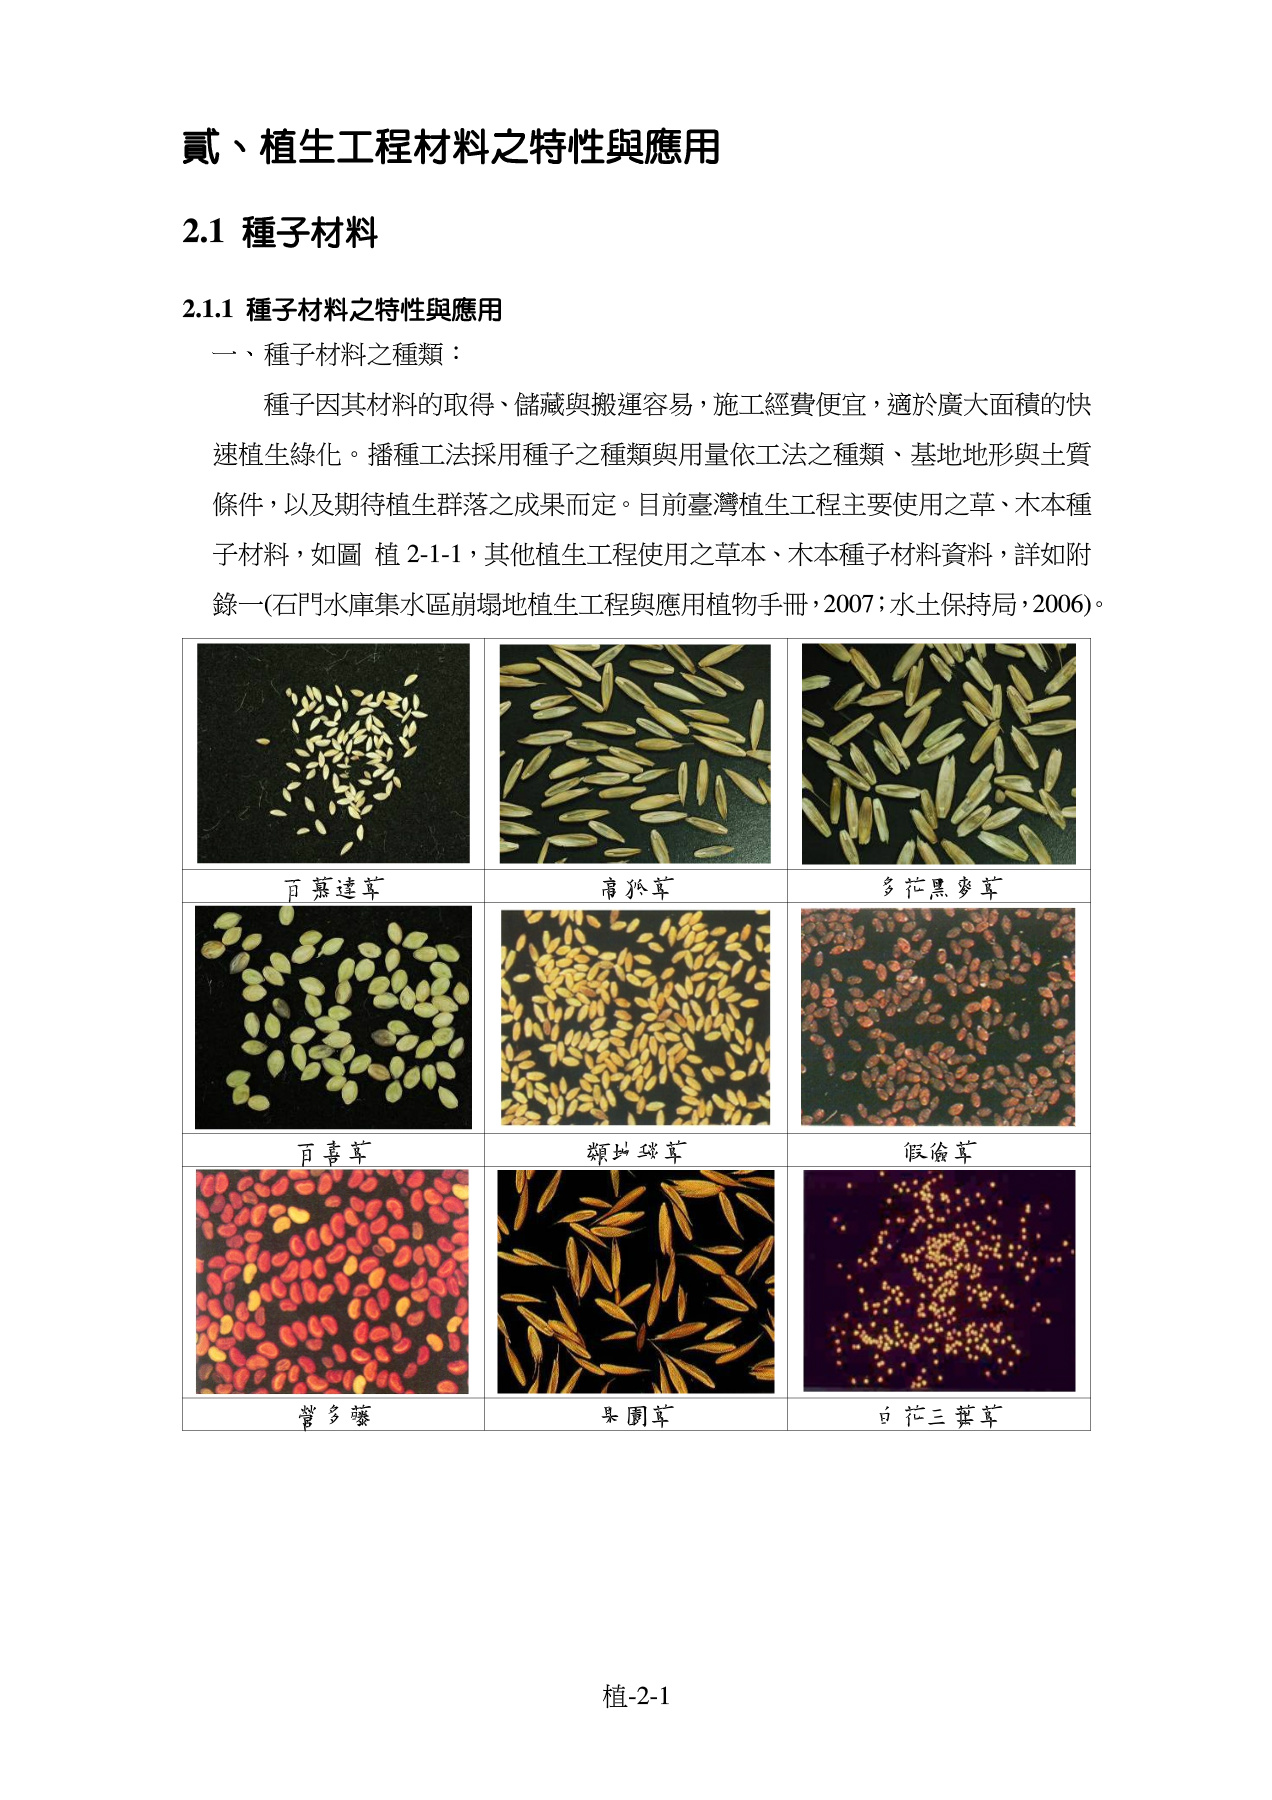 貳、植生工程材料之特性與應用
2.1 種子材料
2.1.1 種子材料之特性與應用
一、種子材料之種類：
種子因其材料的取得、儲藏與搬運容易，施工經費便宜，適於廣大面積的快
速植生綠化。播種工法採用種子之種類與用量依工法之種類、基地地形與土質
條件，以及期待植生群落之成果而定。目前臺灣植生工程主要使用之草、木本種
子材料，如圖 植 2-1-1，其他植生工程使用之草本、木本種子材料資料，詳如附
錄一(石門水庫集水區崩塌地植生工程與應用植物手冊，2007；水土保持局，2006)。
百慕達草
高狐草
多花黑麥草
百喜草
類地毯草
假儉草
營多藤
果園草
白花三葉草
植-2-1